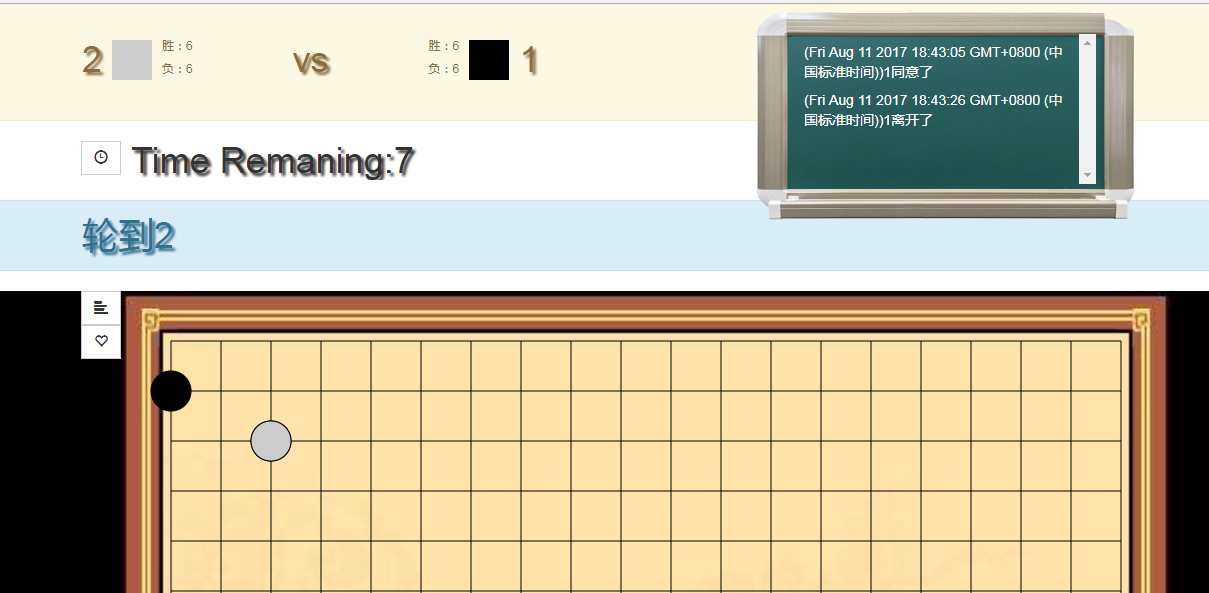 2
胜 : 6
负 : 6
vs
胜 : 6
负 : 6
1
(Fri Aug 11 2017 18:43:05 GMT+0800 (中
国标准时间))1同意了
(Fri Aug 11 2017 18:43:26 GMT+0800 (中
国标准时间))1离开了
Time Remaning:7
轮到2